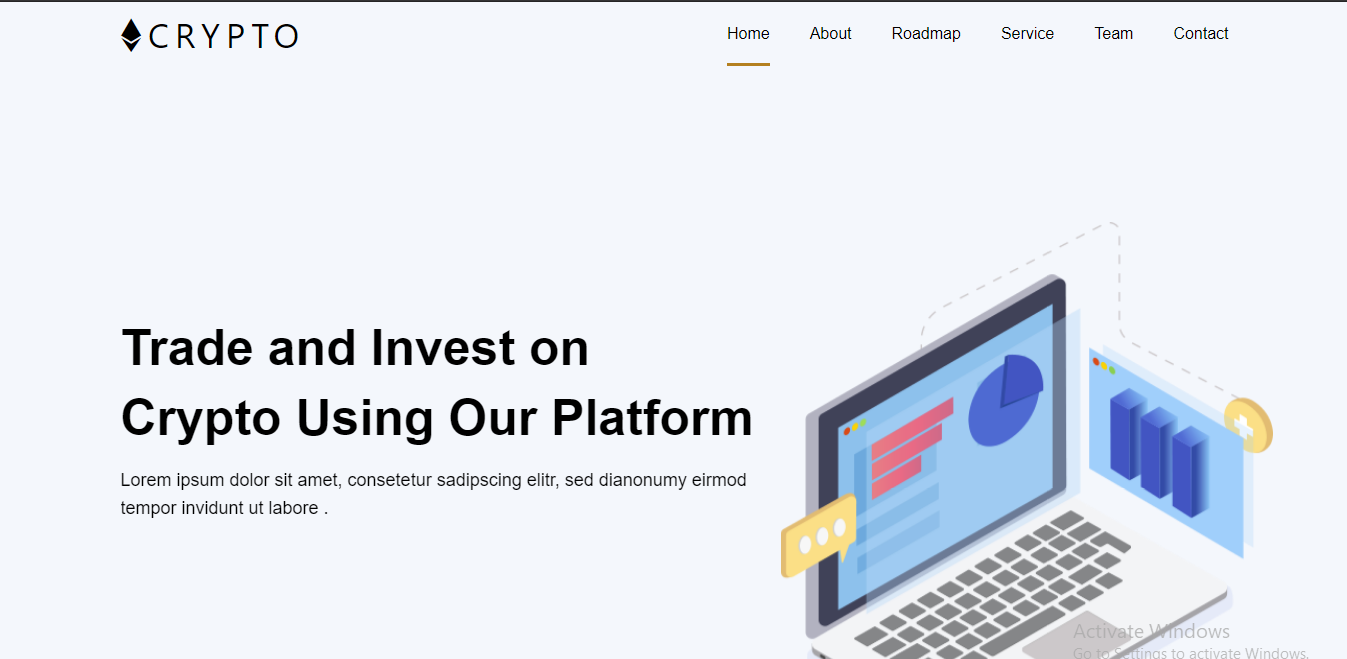 CRYPTO
Home About Roadmap Service Team Contact
Trade and Invest on
Crypto Using Our Platform
Lorem ipsum dolor sit amet, consetetur sadipscing elitr, sed dianonumy eirmod
tempor invidunt ut labore .
Activate Windows
Go to Settings to activate Windows.